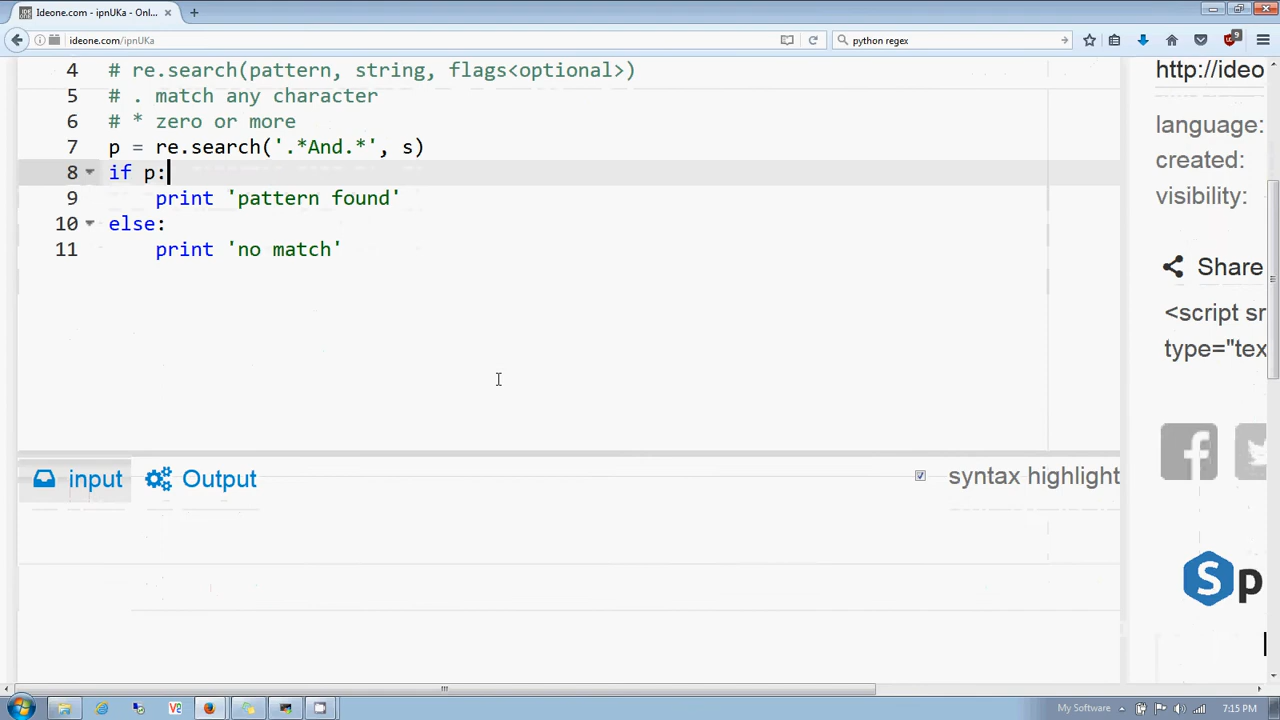 Ideone.com - ipnUKa - Onl...
ideone.com/ipnUKa
python regex
9
4 # re.search(pattern, string, flags<optional>)
5 # . match any character
6 # * zero or more
7 p = re.search('.*And.*', s)
8 if p:
9 print 'pattern found'
10 else:
11 print 'no match'
input
Output
syntax highlight
http://ideo
language:
created:
visibility:
Share
<script sr
type="tex
Sp
My Software
7:15 PM